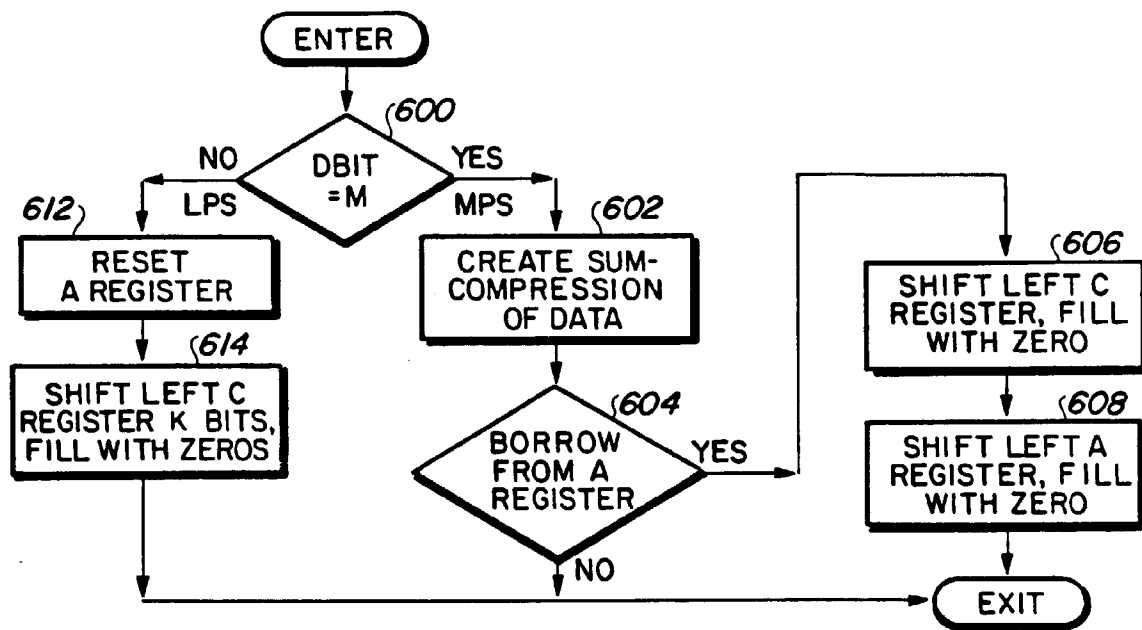 ENTER
600
DBIT
=M
NO
LPS
YES
MPS
612
RESET
A REGISTER
614
SHIFT LEFT C
REGISTER K BITS,
FILL WITH ZEROS
602
CREATE SUM-
COMPRESSION
OF DATA
604
BORROW
FROM A
REGISTER
YES
NO
606
SHIFT LEFT C
REGISTER, FILL
WITH ZERO
608
SHIFT LEFT A
REGISTER, FILL
WITH ZERO
EXIT